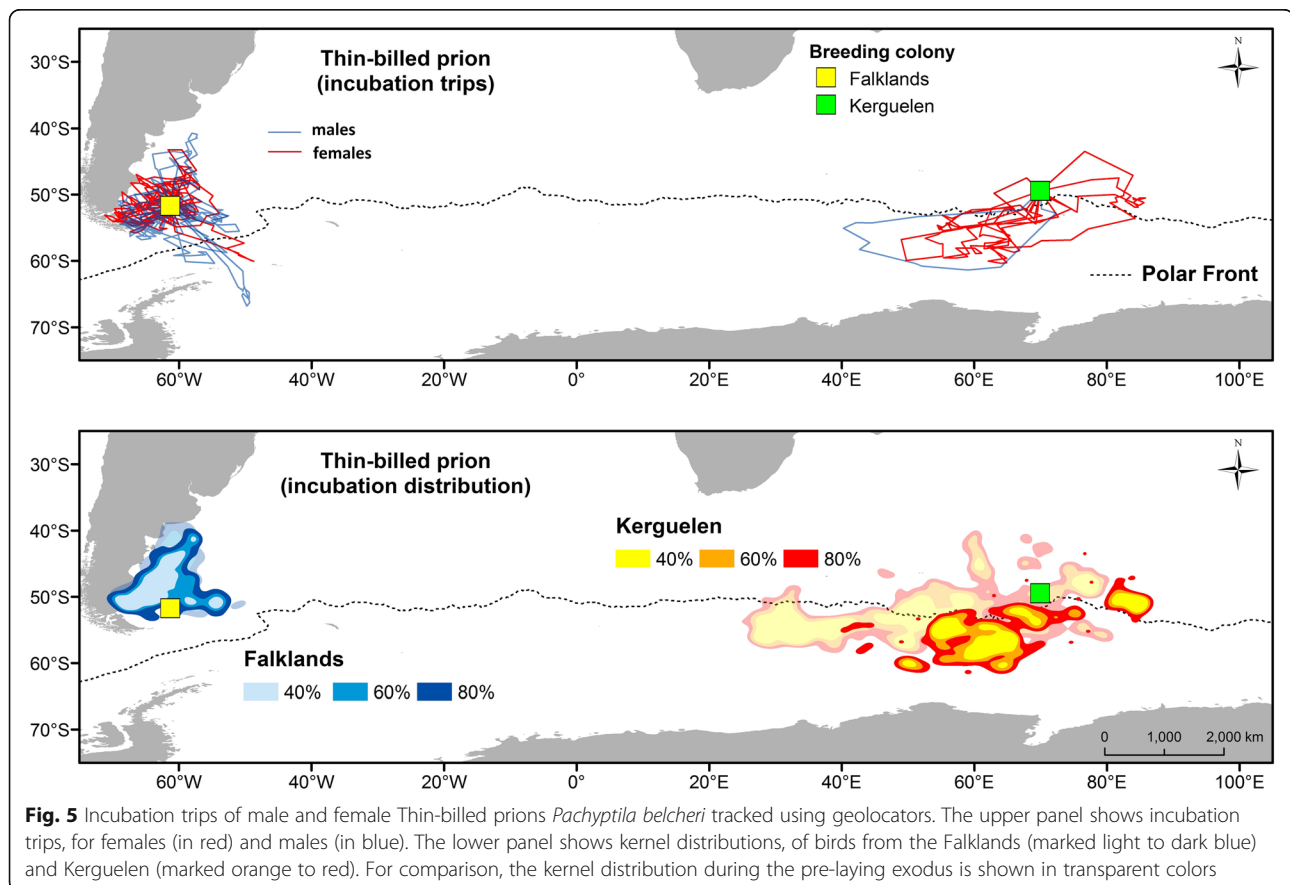 Thin-billed prion
(incubation trips)
males
females
Breeding colony
Falklands
Kerguelen
N
30°S
40°S
50°S
60°S
70°S
Polar Front
60°W
40°W
20°W
0°
20°E
40°E
60°E
80°E
100°E
Thin-billed prion
(incubation distribution)
N
30°S
40°S
50°S
60°S
70°S
Kerguelen
40% 60% 80%
Falklands
40% 60% 80%
0 1,000 2,000 km
60°W
40°W
20°W
0°
20°E
40°E
60°E
80°E
100°E
Fig. 5 Incubation trips of male and female Thin-billed prions Pachyptila belcheri tracked using geolocators. The upper panel shows incubation
trips, for females (in red) and males (in blue). The lower panel shows kernel distributions, of birds from the Falklands (marked light to dark blue)
and Kerguelen (marked orange to red). For comparison, the kernel distribution during the pre-laying exodus is shown in transparent colors